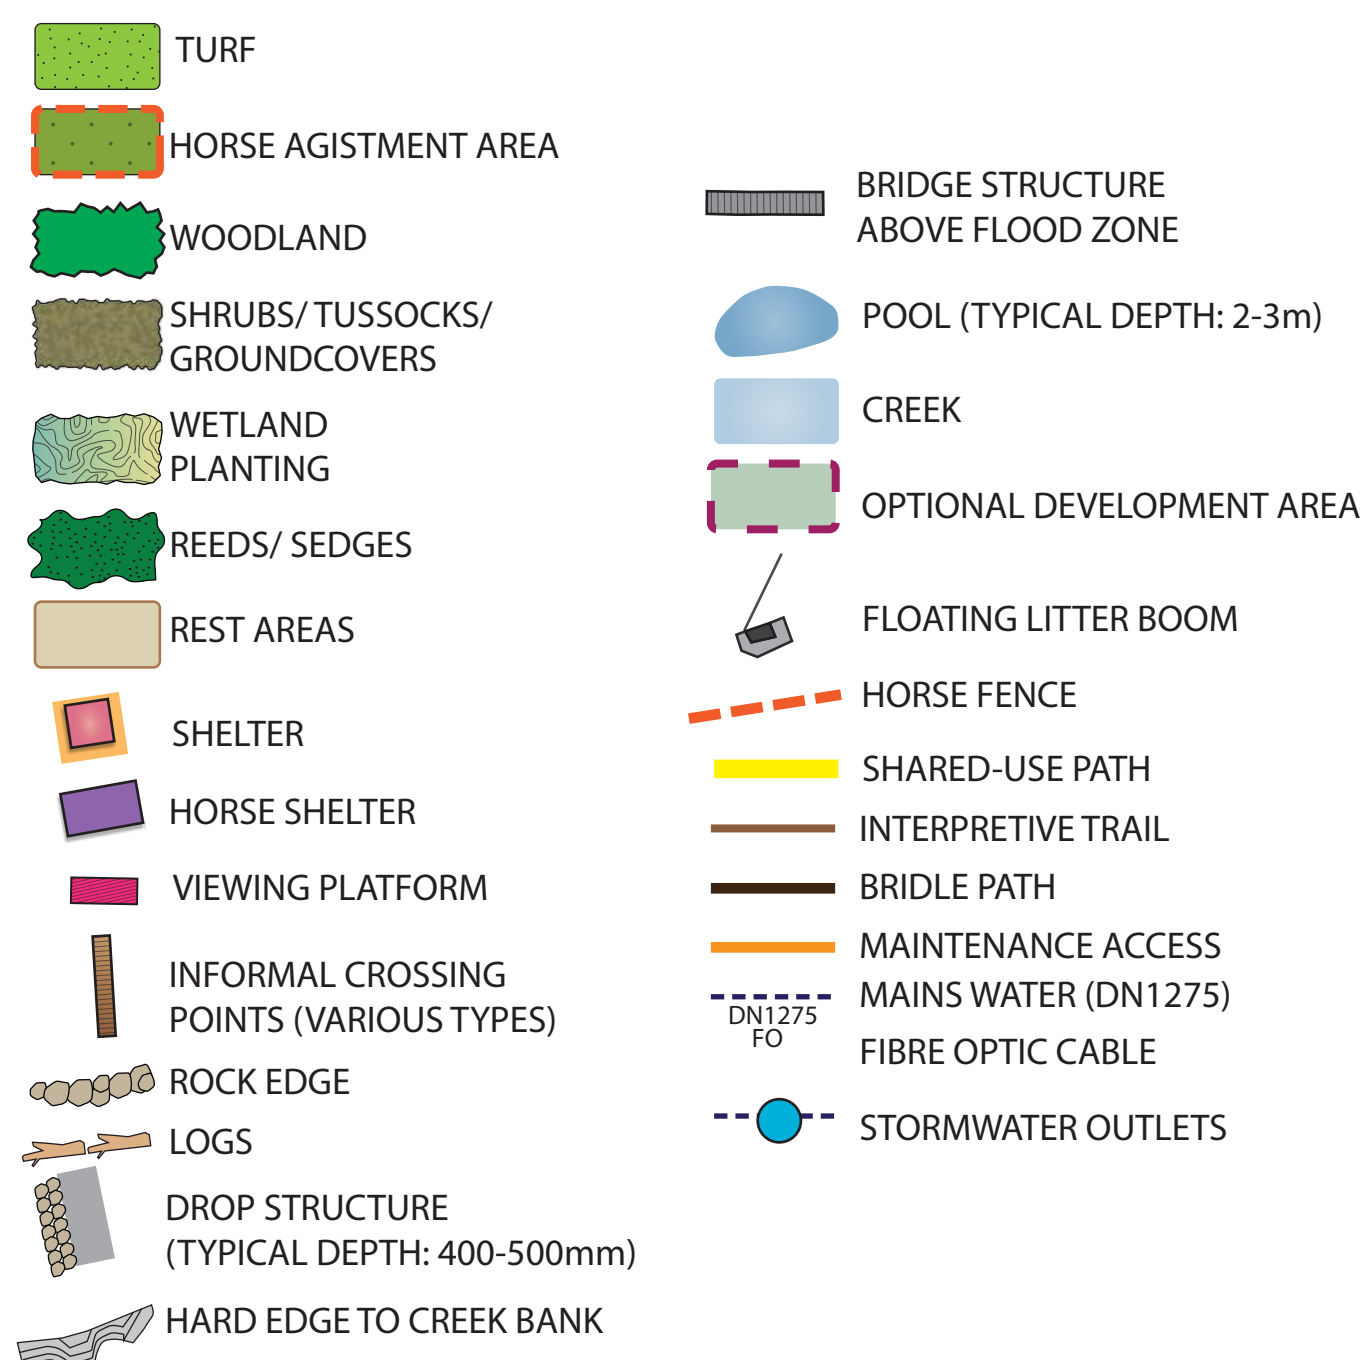 TURF
HORSE AGISTMENT AREA
WOODLAND
SHRUBS/ TUSSOCKS/
GROUNDCOVERS
WETLAND
PLANTING
REEDS/ SEDGES
REST AREAS
SHELTER
HORSE SHELTER
VIEWING PLATFORM
INFORMAL CROSSING
POINTS (VARIOUS TYPES)
ROCK EDGE
LOGS
DROP STRUCTURE
(TYPICAL DEPTH: 400-500mm)
HARD EDGE TO CREEK BANK
BRIDGE STRUCTURE
ABOVE FLOOD ZONE
POOL (TYPICAL DEPTH: 2-3m)
CREEK
OPTIONAL DEVELOPMENT AREA
FLOATING LITTER BOOM
HORSE FENCE
SHARED-USE PATH
INTERPRETIVE TRAIL
BRIDLE PATH
MAINTENANCE ACCESS
MAINS WATER (DN1275)
DN1275
FO
FIBRE OPTIC CABLE
STORMWATER OUTLETS